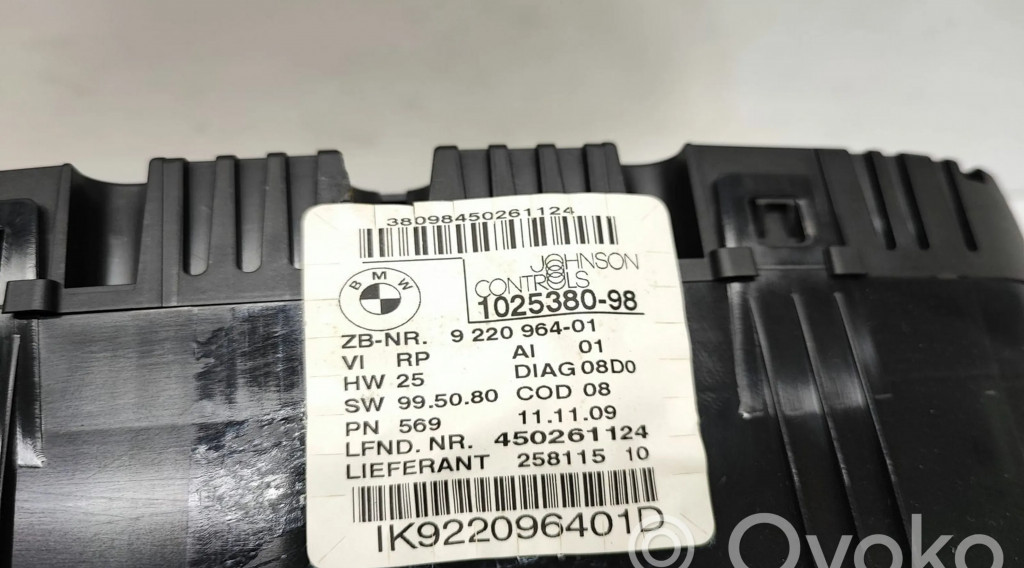 38098450261124
BMW
JOHNSON
CONTROLS
1025380-98
ZB-NR. 9 220 964-01
VI RP AI 01
HW 25 DIAG 08D0
SW 99.50.80 COD 08
PN 569 11.11.09
LFND. NR. 450261124
LIEFERANT 258115 10
IK922096401D
© Ovoko